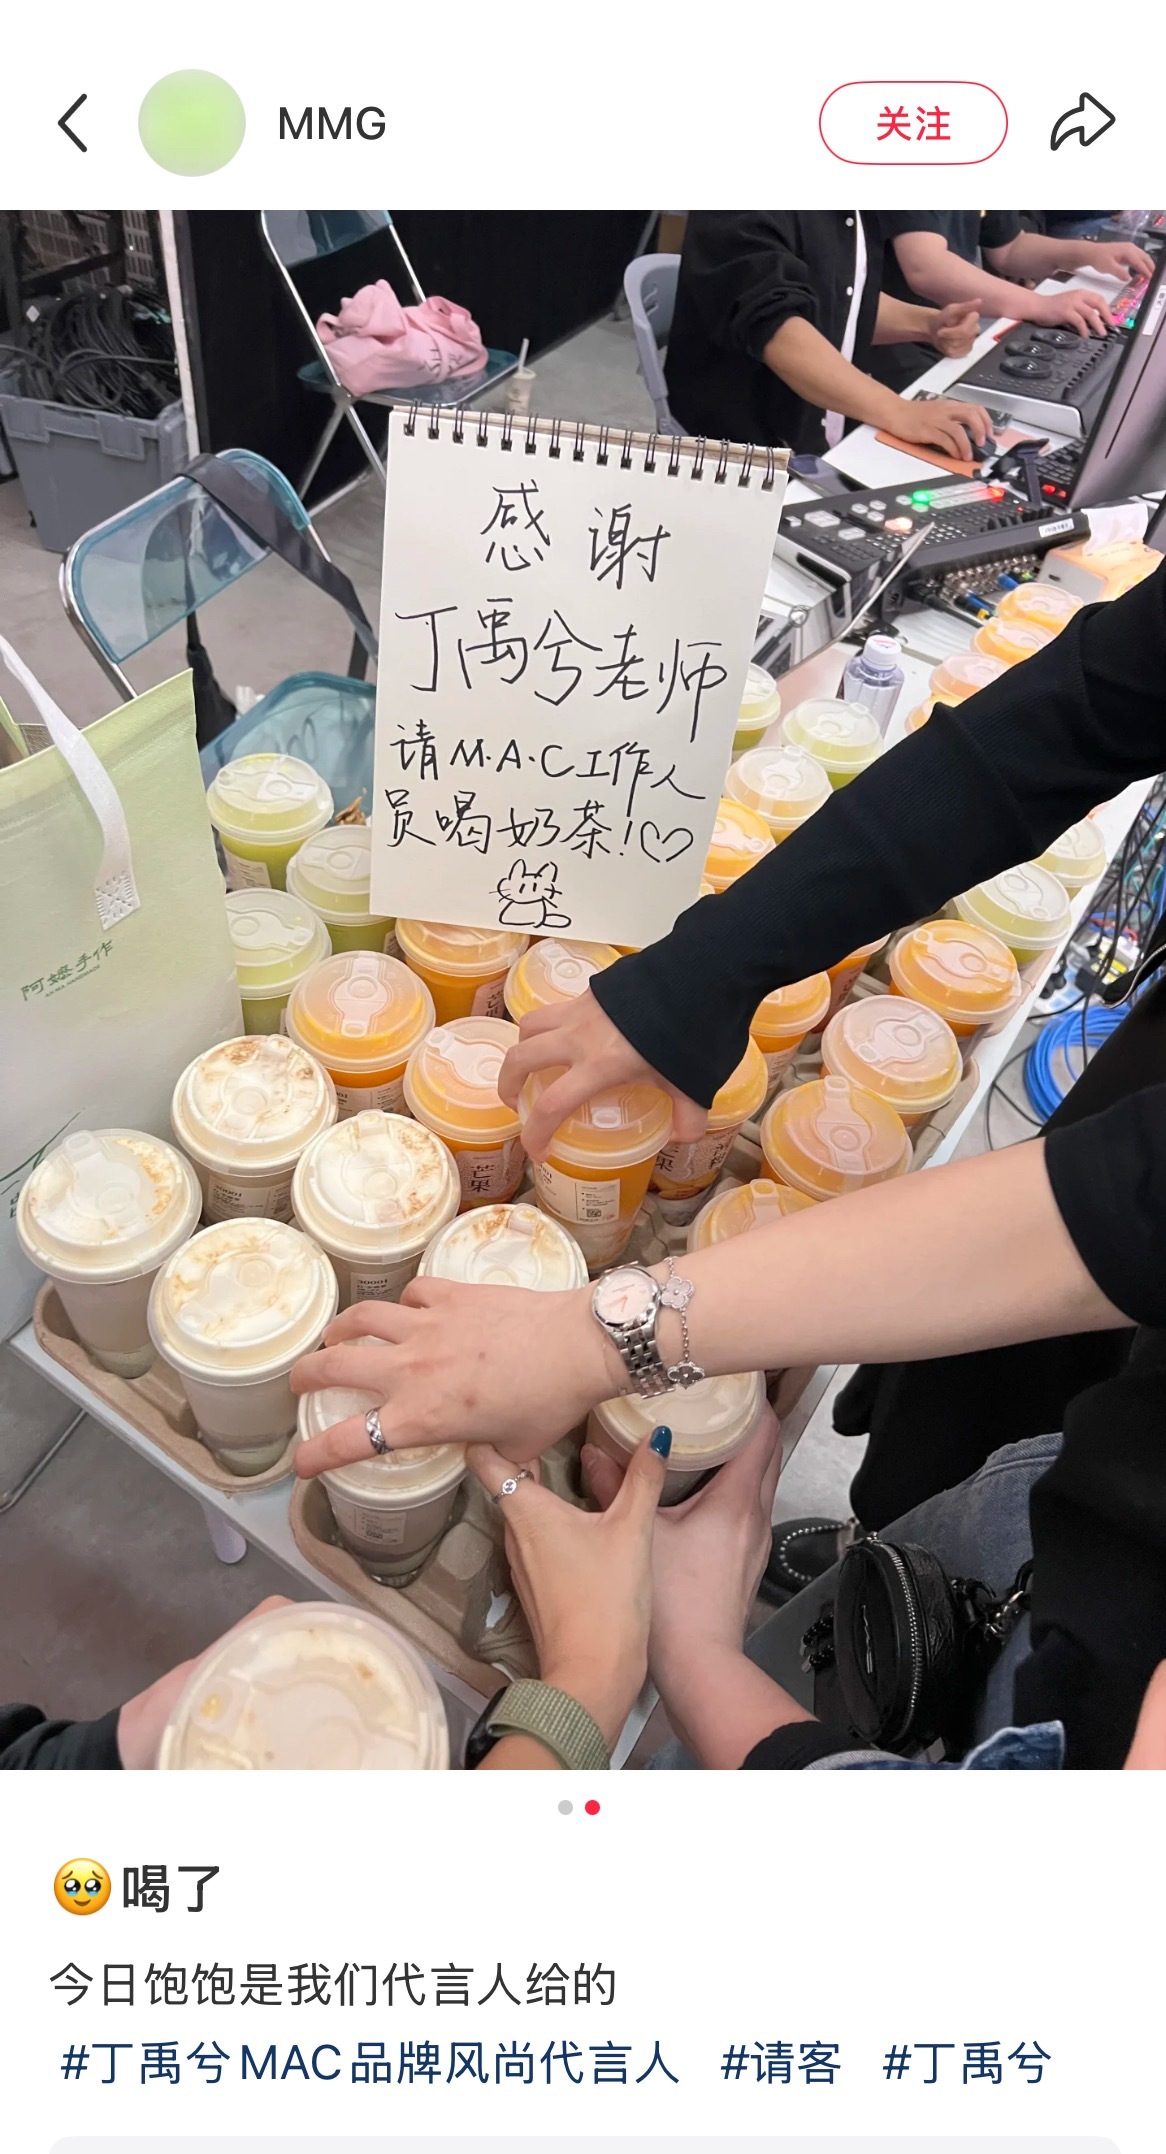 MMG
关注
感谢
丁禹兮老师
请M.A.C工作人
员喝奶茶!♡
阿嬷手作
芒果
30001
🥹喝了
今日饱饱是我们代言人给的
#丁禹兮MAC品牌风尚代言人 #请客 #丁禹兮